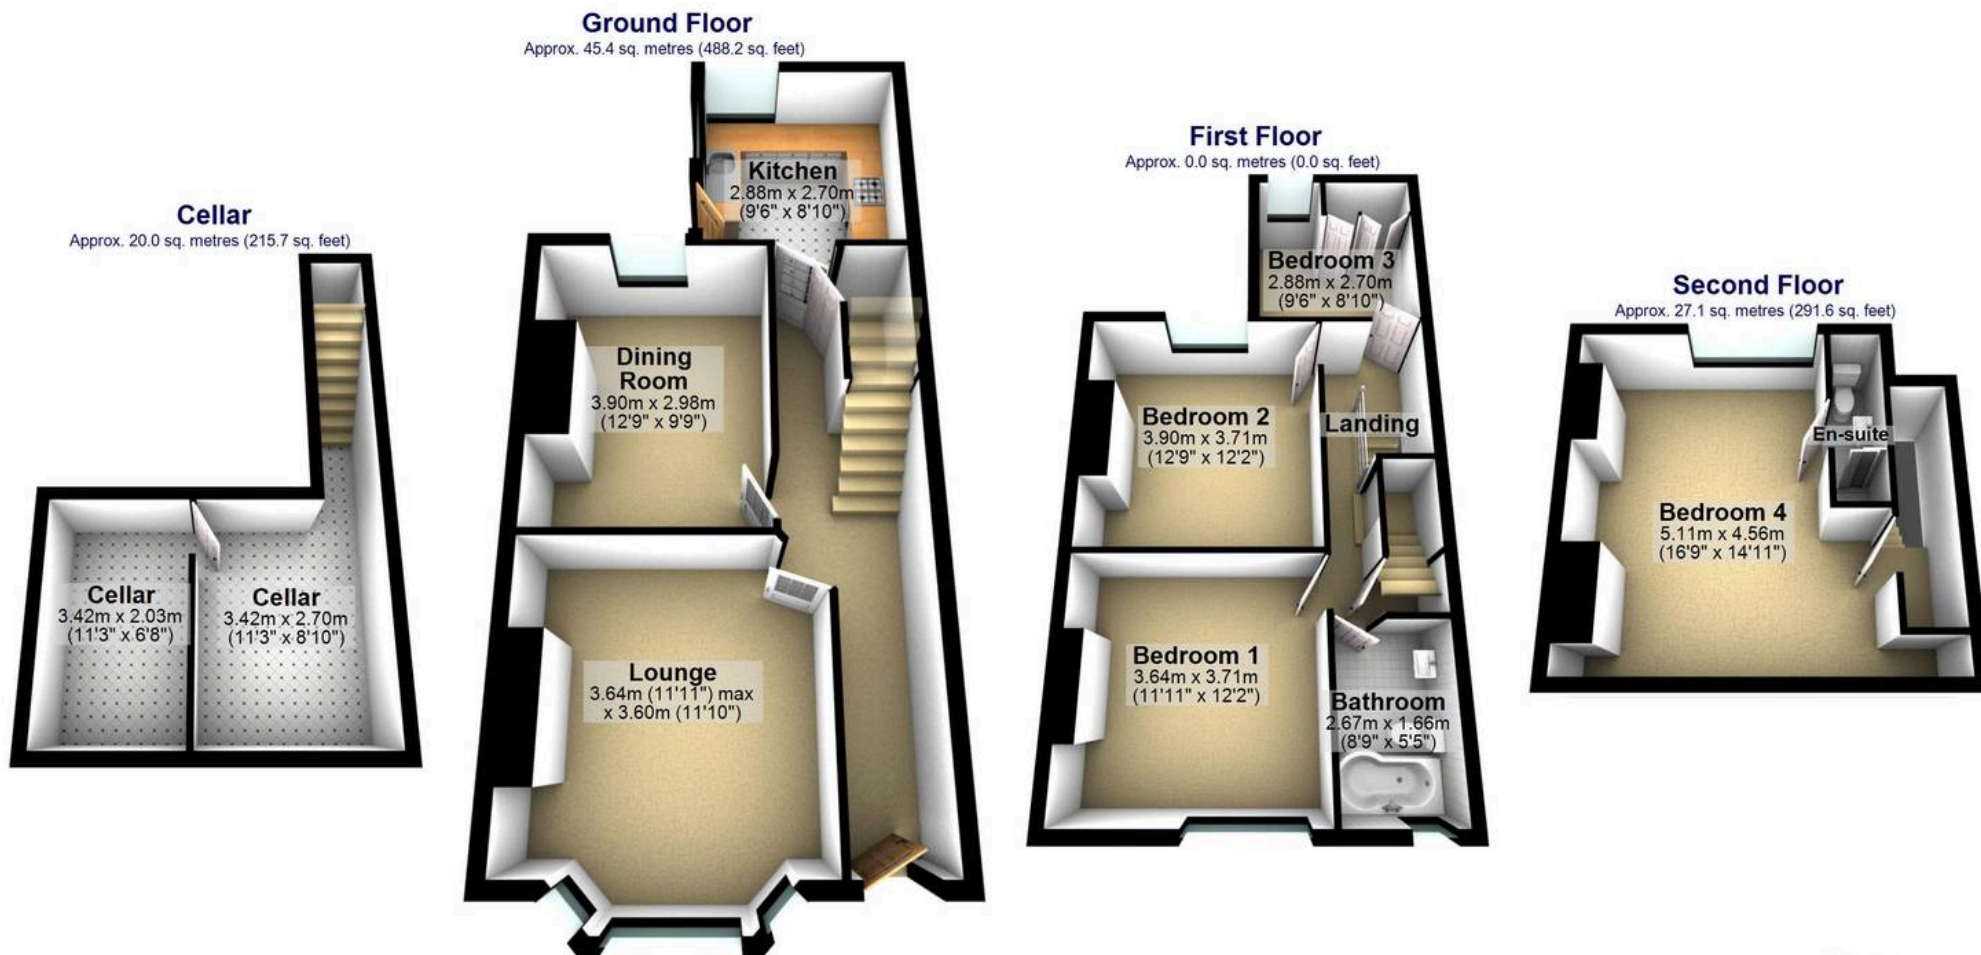 Cellar
Approx. 20.0 sq. metres (215.7 sq. feet)
Cellar
3.42m x 2.03m
(11'3" x 6'8")
Cellar
3.42m x 2.70m
(11'3" x 8'10")
Ground Floor
Approx. 45.4 sq. metres (488.2 sq. feet)
Kitchen
2.88m x 2.70m
(9'6" x 8'10")
Dining
Room
3.90m x 2.98m
(12'9" x 9'9")
Lounge
3.64m (11'11") max
x 3.60m (11'10")
First Floor
Approx. 0.0 sq. metres (0.0 sq. feet)
Bedroom 3
2.88m x 2.70m
(9'6" x 8'10")
Bedroom 2
3.90m x 3.71m
(12'9" x 12'2")
Landing
Bedroom 1
3.64m x 3.71m
(11'11" x 12'2")
Bathroom
2.67m x 1.66m
(8'9" x 5'5")
Second Floor
Approx. 27.1 sq. metres (291.6 sq. feet)
En-suite
Bedroom 4
5.11m x 4.56m
(16'9" x 14'11")